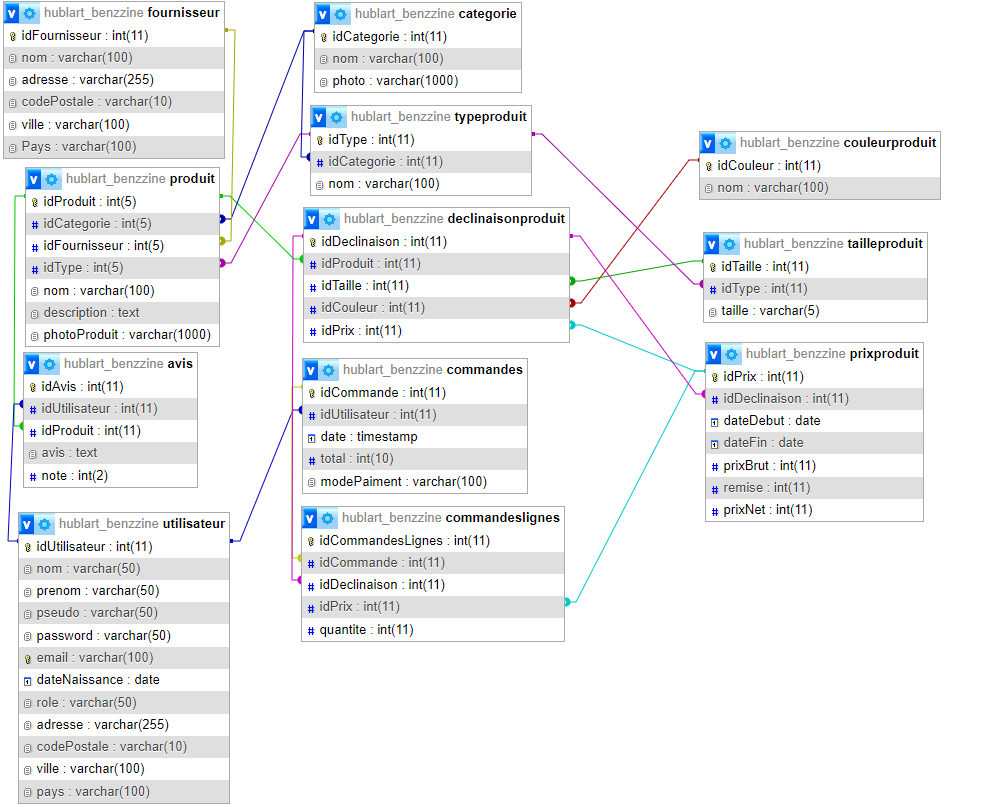 v hublart_benzzine fournisseur
idFournisseur : int(11)
nom : varchar(100)
adresse : varchar(255)
codePostale : varchar(10)
ville : varchar(100)
Pays : varchar(100)
v hublart_benzzine produit
idProduit : int(5)
# idCategorie : int(5)
# idFournisseur : int(5)
# idType : int(5)
nom : varchar(100)
description : text
photoProduit : varchar(1000)
v hublart_benzzine avis
idAvis : int(11)
# idUtilisateur : int(11)
# idProduit : int(11)
avis : text
# note : int(2)
v hublart_benzzine utilisateur
idUtilisateur : int(11)
nom : varchar(50)
prenom : varchar(50)
pseudo : varchar(50)
password : varchar(50)
email : varchar(100)
dateNaissance : date
role : varchar(50)
adresse : varchar(255)
codePostale : varchar(10)
ville : varchar(100)
pays : varchar(100)
v hublart_benzzine categorie
idCategorie : int(11)
nom : varchar(100)
photo : varchar(1000)
v hublart_benzzine typeproduit
idType : int(11)
# idCategorie : int(11)
nom : varchar(100)
v hublart_benzzine declinaisonproduit
idDeclinaison : int(11)
# idProduit : int(11)
# idTaille : int(11)
# idCouleur : int(11)
# idPrix : int(11)
v hublart_benzzine commandes
idCommande : int(11)
# idUtilisateur : int(11)
date : timestamp
# total : int(10)
modePaiment : varchar(100)
v hublart_benzzine commandeslignes
idCommandesLignes : int(11)
# idCommande : int(11)
# idDeclinaison : int(11)
# idPrix : int(11)
# quantite : int(11)
v hublart_benzzine couleurproduit
idCouleur : int(11)
nom : varchar(100)
v hublart_benzzine tailleproduit
idTaille : int(11)
# idType : int(11)
taille : varchar(5)
v hublart_benzzine prixproduit
idPrix : int(11)
# idDeclinaison : int(11)
dateDebut : date
dateFin : date
# prixBrut : int(11)
# remise : int(11)
# prixNet : int(11)